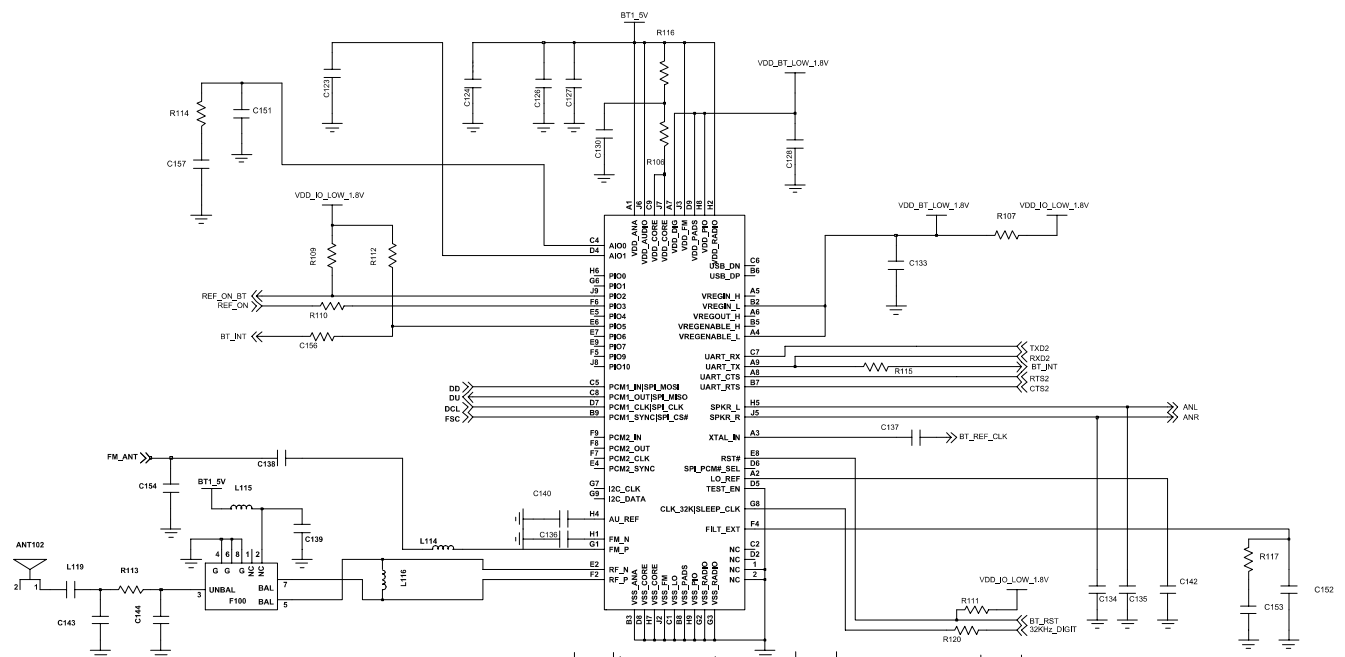 BT1_5V
R116
C123
C124
C126
C127
VDD_BT_LOW_1.8V
R114
C151
C130
R106
C128
C157
VDD_IO_LOW_1.8V
A1 J6 C9 J7 A7 J3 D9 H8 H2
VDD_ANA VDD_AUDIO VDD_CORE VDD_CORE VDD_DIG VDD_FM VDD_PADS VDD_PIO VDD_RADIO
VDD_BT_LOW_1.8V
VDD_IO_LOW_1.8V
R107
C133
R109
R112
C4 AIO0
D4 AIO1
H6 PIO0
G6 PIO1
REF_ON_BT J9 PIO2
REF_ON F6 PIO3
R110
E5 PIO4
E6 PIO5
BT_INT E7 PIO6
C156
E9 PIO7
F5 PIO9
J8 PIO10
DD C5 PCM1_IN|SPI_MOSI
DU C8 PCM1_OUT|SPI_MISO
DCL D7 PCM1_CLK|SPI_CLK
FSC B9 PCM1_SYNC|SPI_CS#
F9 PCM2_IN
F8 PCM2_OUT
F7 PCM2_CLK
E4 PCM2_SYNC
G7 I2C_CLK
G9 I2C_DATA
H4 AU_REF
H1 FM_N
G1 FM_P
E2 RF_N
F2 RF_P
USB_DN C6
USB_DP B6
VREGIN_H A5
VREGIN_L B2
VREGOUT_H A6
VREGENABLE_H B5
VREGENABLE_L A4
UART_RX C7 TXD2
UART_TX A9 RXD2
R115 BT_INT
UART_CTS A8 RTS2
UART_RTS B7 CTS2
SPKR_L H5 ANL
SPKR_R J5 ANR
XTAL_IN A3 C137 BT_REF_CLK
RST# E8
SPI_PCM#_SEL D6
LO_REF A2
TEST_EN D5
CLK_32K|SLEEP_CLK G8
FILT_EXT F4
NC C2
NC D2
NC 1
NC 2
VSS_ANA VSS_CORE VSS_CORE VSS_FM VSS_LO VSS_PADS VSS_PIO VSS_RADIO VSS_RADIO
B3 D8 H7 J2 C1 B8 H9 G2 G3
FM_ANT
C138
C154
BT1_5V
L115
C139
C140
C136
L114
L116
ANT102
2 1
L119
R113
C143
C144
4 6 8 1 2
G G G NC NC
3 UNBAL
BAL 7
BAL 5
F100
VDD_IO_LOW_1.8V
R111
BT_RST
32KHz_DIGIT
R120
C134
C135
C142
R117
C153
C152